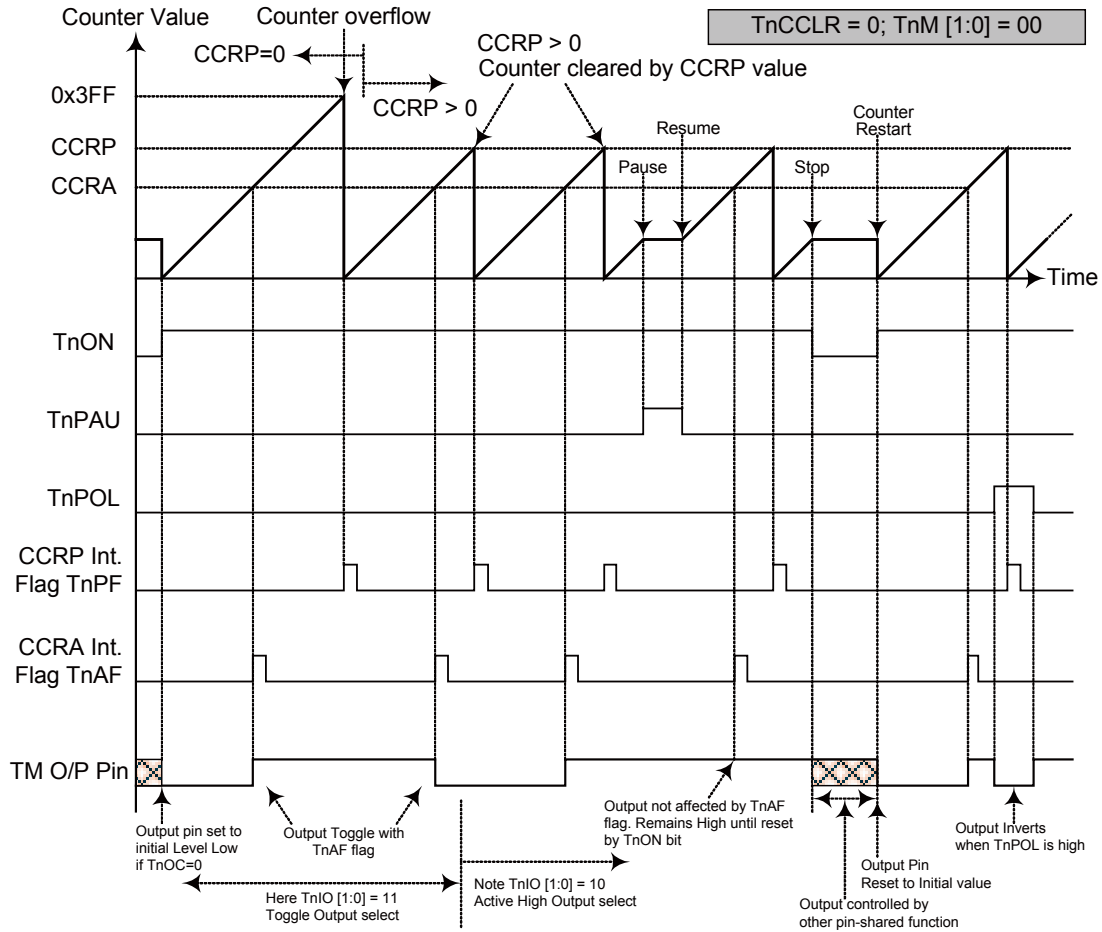 Counter Value
Counter overflow
TnCCLR = 0; TnM [1:0] = 00
CCRP=0
CCRP > 0
CCRP > 0
Counter cleared by CCRP value
0x3FF
CCRP
CCRA
Pause
Resume
Stop
Counter
Restart
Time
TnON
TnPAU
TnPOL
CCRP Int.
Flag TnPF
CCRA Int.
Flag TnAF
TM O/P Pin
Output pin set to
initial Level Low
if TnOC=0
Output Toggle with
TnAF flag
Here TnIO [1:0] = 11
Toggle Output select
Note TnIO [1:0] = 10
Active High Output select
Output not affected by TnAF
flag. Remains High until reset
by TnON bit
Output controlled by
other pin-shared function
Output Pin
Reset to Initial value
Output Inverts
when TnPOL is high